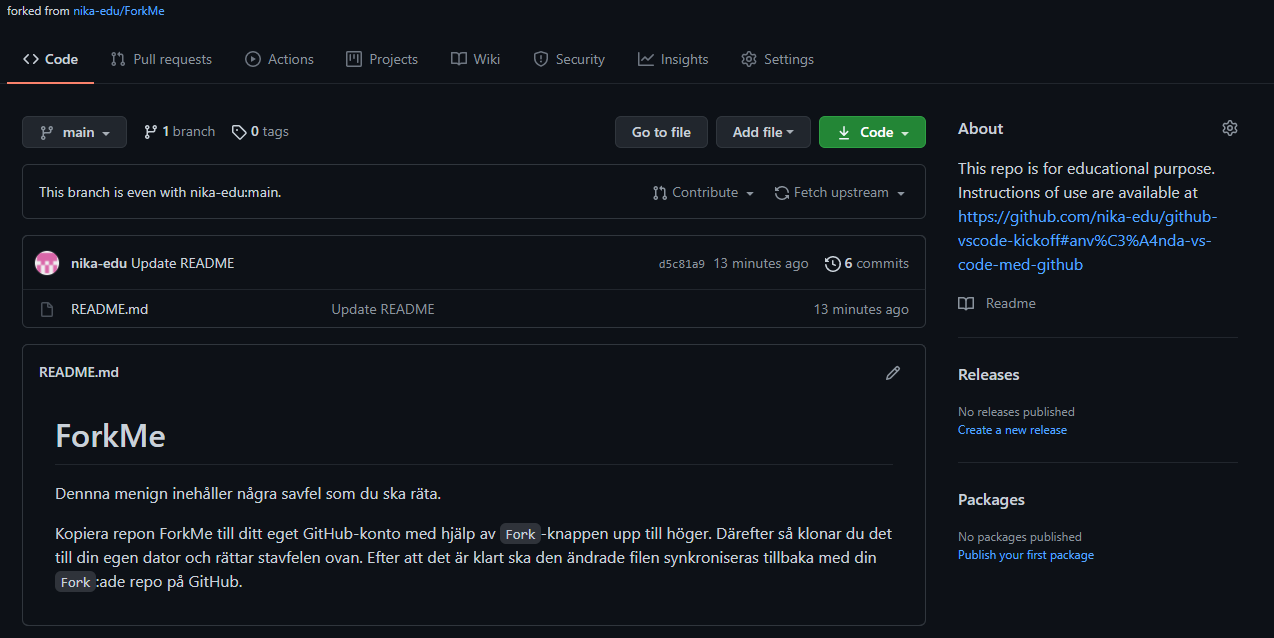 forked from nika-edu/ForkMe
Code
Pull requests
Actions
Projects
Wiki
Security
Insights
Settings
main
1 branch
0 tags
Go to file
Add file
Code
This branch is even with nika-edu:main.
Contribute
Fetch upstream
nika-edu Update README
d5c81a9 13 minutes ago
6 commits
README.md
Update README
13 minutes ago
README.md
ForkMe
Dennna menign inehåller några savfel som du ska räta.
Kopiera repon ForkMe till ditt eget GitHub-konto med hjälp av Fork-knappen upp till höger. Därefter så klonar du det
till din egen dator och rättar stavfelen ovan. Efter att det är klart ska den ändrade filen synkroniseras tillbaka med din
Fork:ade repo på GitHub.
About
This repo is for educational purpose.
Instructions of use are available at
https://github.com/nika-edu/github-
vscode-kickoff#anv%C3%A4nda-vs-
code-med-github
Readme
Releases
No releases published
Create a new release
Packages
No packages published
Publish your first package